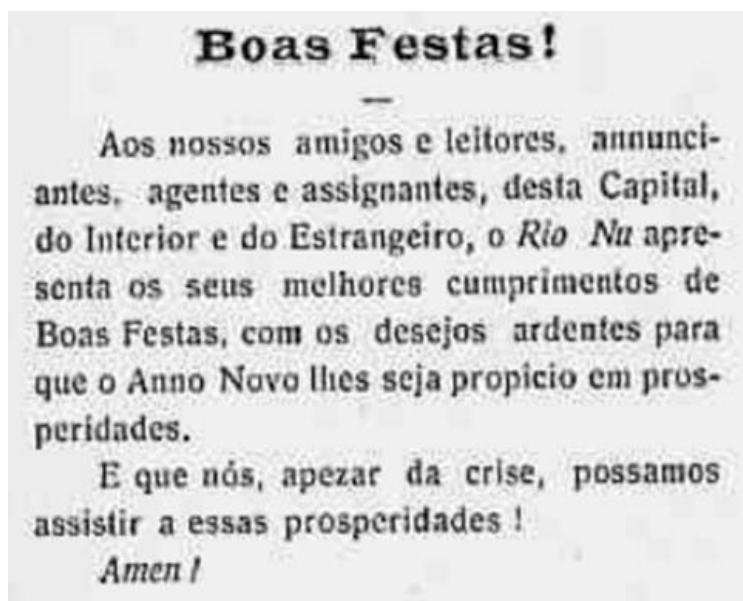 Boas Festas!
Aos nossos amigos e leitores, annunci-
antes, agentes e assignantes, desta Capital,
do Interior e do Estrangeiro, o Rio Nu apre-
senta os seus melhores cumprimentos de
Boas Festas, com os desejos ardentes para
que o Anno Novo lhes seja propicio em pros-
peridades.
E que nós, apezar da crise, possamos
assistir a essas prosperidades !
Amen !